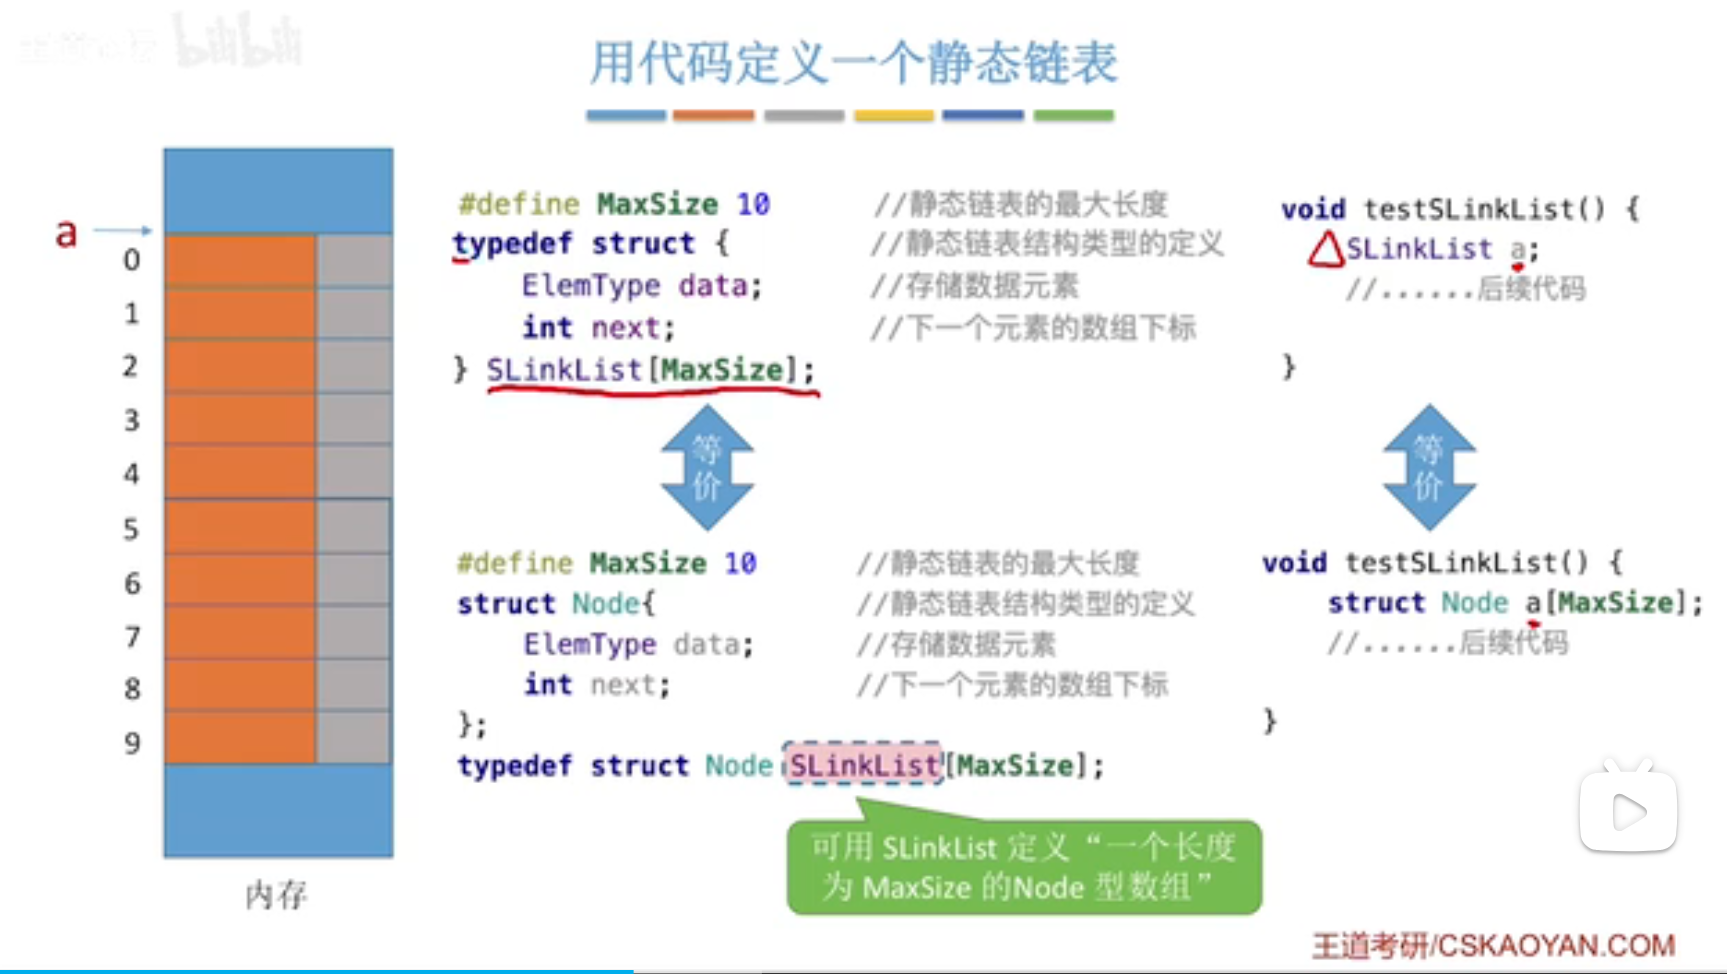 bilibili
用代码定义一个静态链表
a
0
1
2
3
4
5
6
7
8
9
内存
#define MaxSize 10 //静态链表的最大长度
typedef struct { //静态链表结构类型的定义
ElemType data; //存储数据元素
int next; //下一个元素的数组下标
} SLinkList[MaxSize];
等
价
#define MaxSize 10 //静态链表的最大长度
struct Node{ //静态链表结构类型的定义
ElemType data; //存储数据元素
int next; //下一个元素的数组下标
};
typedef struct Node SLinkList[MaxSize];
可用 SLinkList 定义“一个长度
为 MaxSize 的Node 型数组”
void testSLinkList() {
SLinkList a;
//......后续代码
}
等
价
void testSLinkList() {
struct Node a[MaxSize];
//......后续代码
}
王道考研/CSKAOYAN.COM